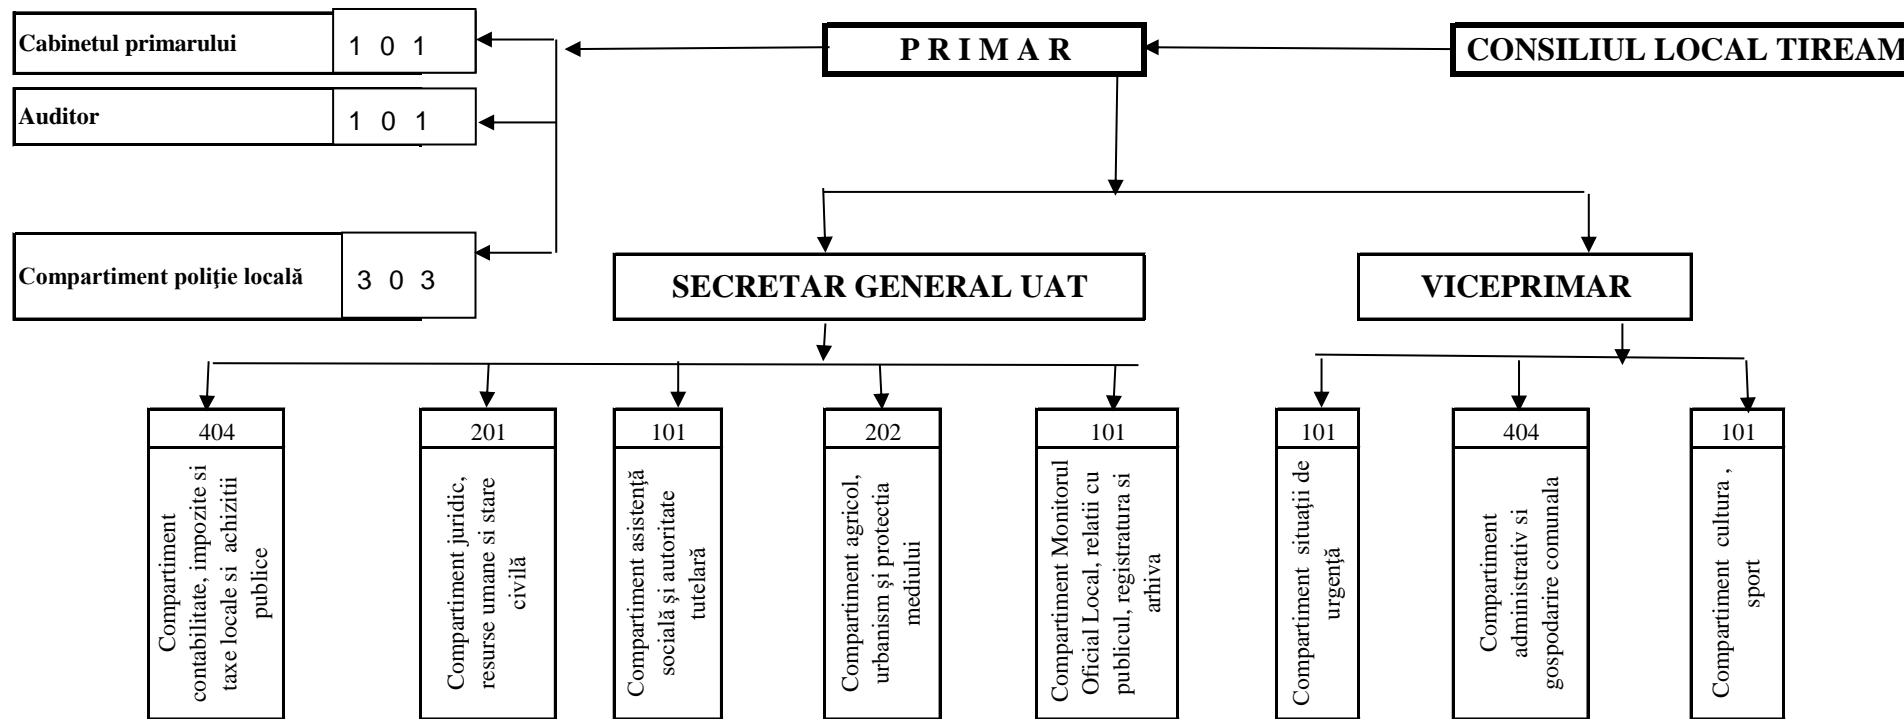 Cabinetul primarului
1 0 1
P R I M A R
CONSILIUL LOCAL TIREAM
Auditor
1 0 1
Compartiment poliţie locală
3 0 3
SECRETAR GENERAL UAT
VICEPRIMAR
404
Compartiment
contabilitate, impozite si
taxe locale si achizitii
publice
201
Compartiment juridic,
resurse umane si stare
civilă
101
Compartiment asistenţă
socială şi autoritate
tutelară
202
Compartiment agricol,
urbanism şi protectia
mediului
101
Compartiment Monitorul
Oficial Local, relatii cu
publicul, registratura si
arhiva
101
Compartiment situaţii de
urgenţă
404
Compartiment
administrativ si
gospodarire comunala
101
Compartiment cultura ,
sport